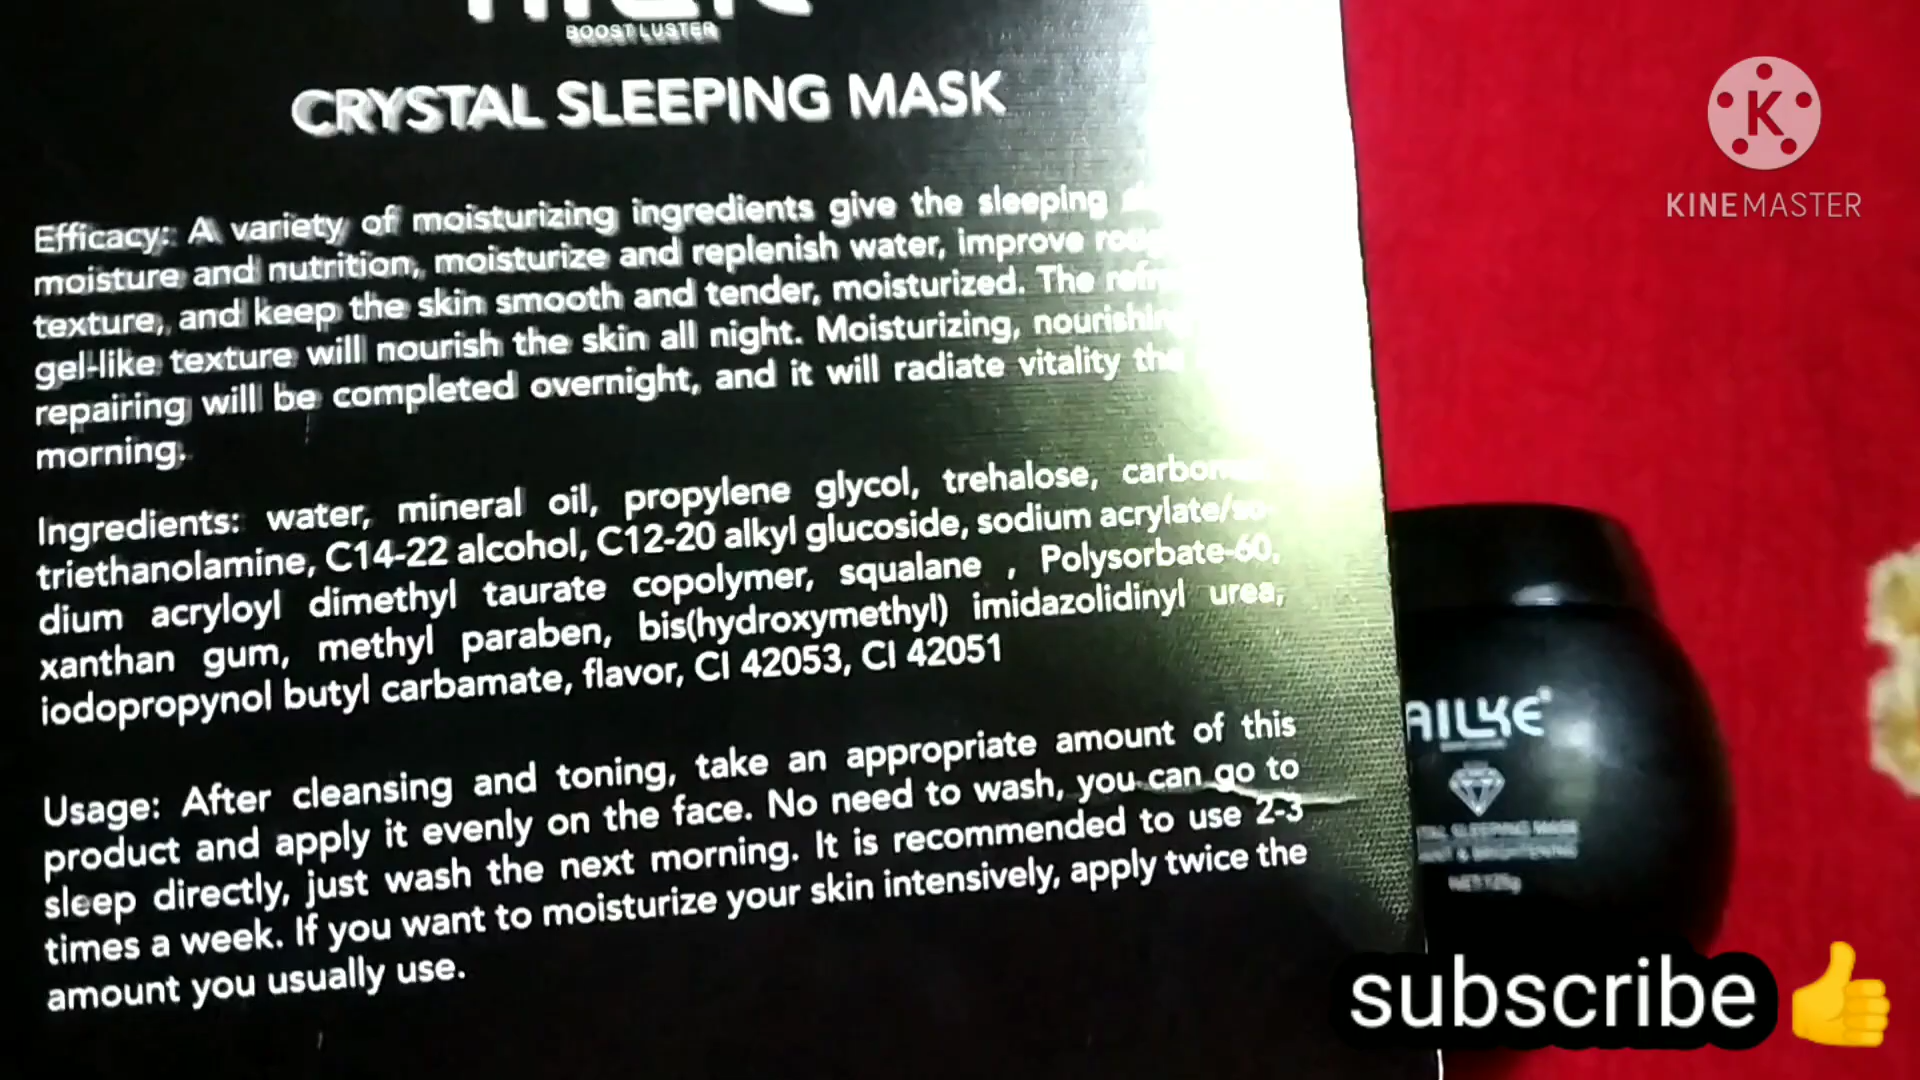 BOOST LUSTER
CRYSTAL SLEEPING MASK
Efficacy: A variety of moisturizing ingredients give the sleeping
moisture and nutrition, moisturize and replenish water, improve
texture, and keep the skin smooth and tender, moisturized. The
gel-like texture will nourish the skin all night. Moisturizing,
repairing will be completed overnight, and it will radiate vitality
morning.
Ingredients: water, mineral oil, propylene glycol, trehalose,
triethanolamine, C14-22 alcohol, C12-20 alkyl glucoside, sodium acrylate/so-
dium acryloyl dimethyl taurate copolymer, squalane , Polysorbate-60,
xanthan gum, methyl paraben, bis(hydroxymethyl) imidazolidinyl urea,
iodopropynol butyl carbamate, flavor, CI 42053, CI 42051
Usage: After cleansing and toning, take an appropriate amount of this
product and apply it evenly on the face. No need to wash, you can go to
sleep directly, just wash the next morning. It is recommended to use 2-3
times a week. If you want to moisturize your skin intensively, apply twice the
amount you usually use.
K
KINEMASTER
AILKE
SLEEPING MASK
& BRIGHTENING
subscribe